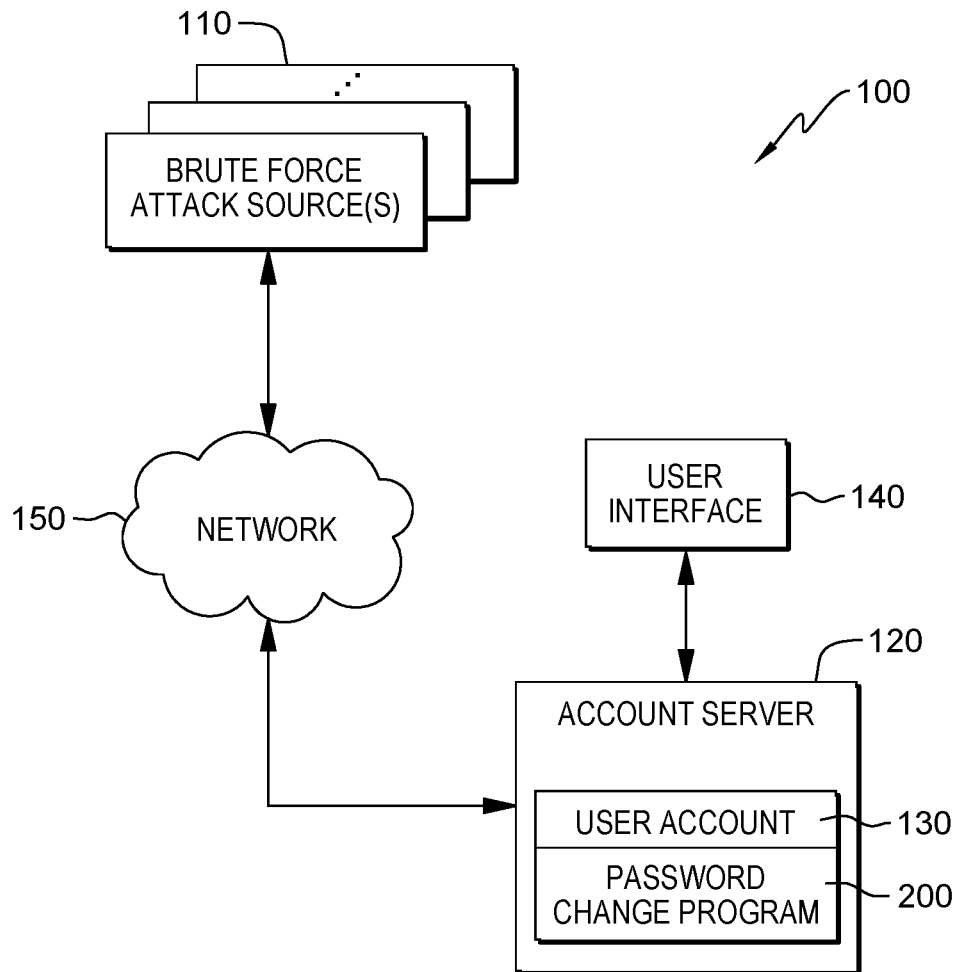 110
100
BRUTE FORCE
ATTACK SOURCE(S)
150
NETWORK
USER
INTERFACE
140
120
ACCOUNT SERVER
USER ACCOUNT
130
PASSWORD
CHANGE PROGRAM
200